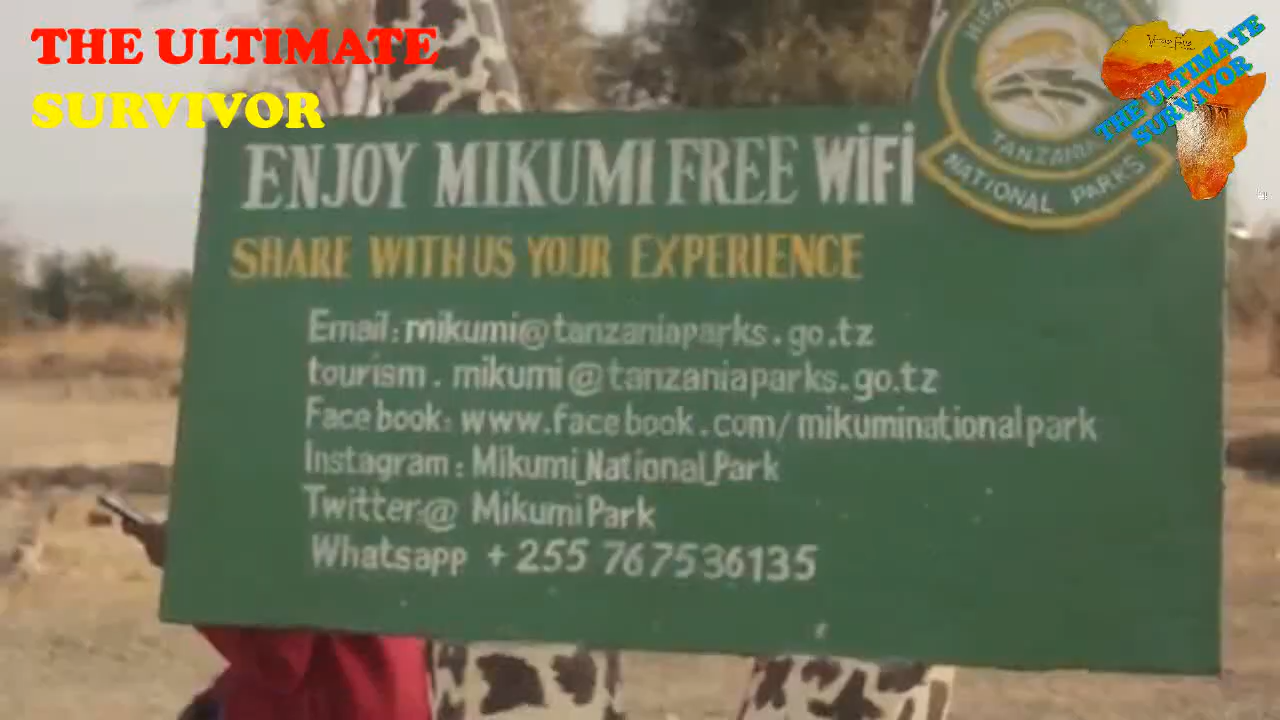 THE ULTIMATE
SURVIVOR
THE ULTIMATE
SURVIVOR
TANZANIA
NATIONAL PARKS
ENJOY MIKUMI FREE WiFi
SHARE WITH US YOUR EXPERIENCE
Email: mikumi@tanzaniaparks.go.tz
tourism.mikumi@tanzaniaparks.go.tz
Facebook: www.facebook.com/mikuminationalpark
Instagram: Mikumi_National_Park
Twitter:@ MikumiPark
Whatsapp +255 767536135